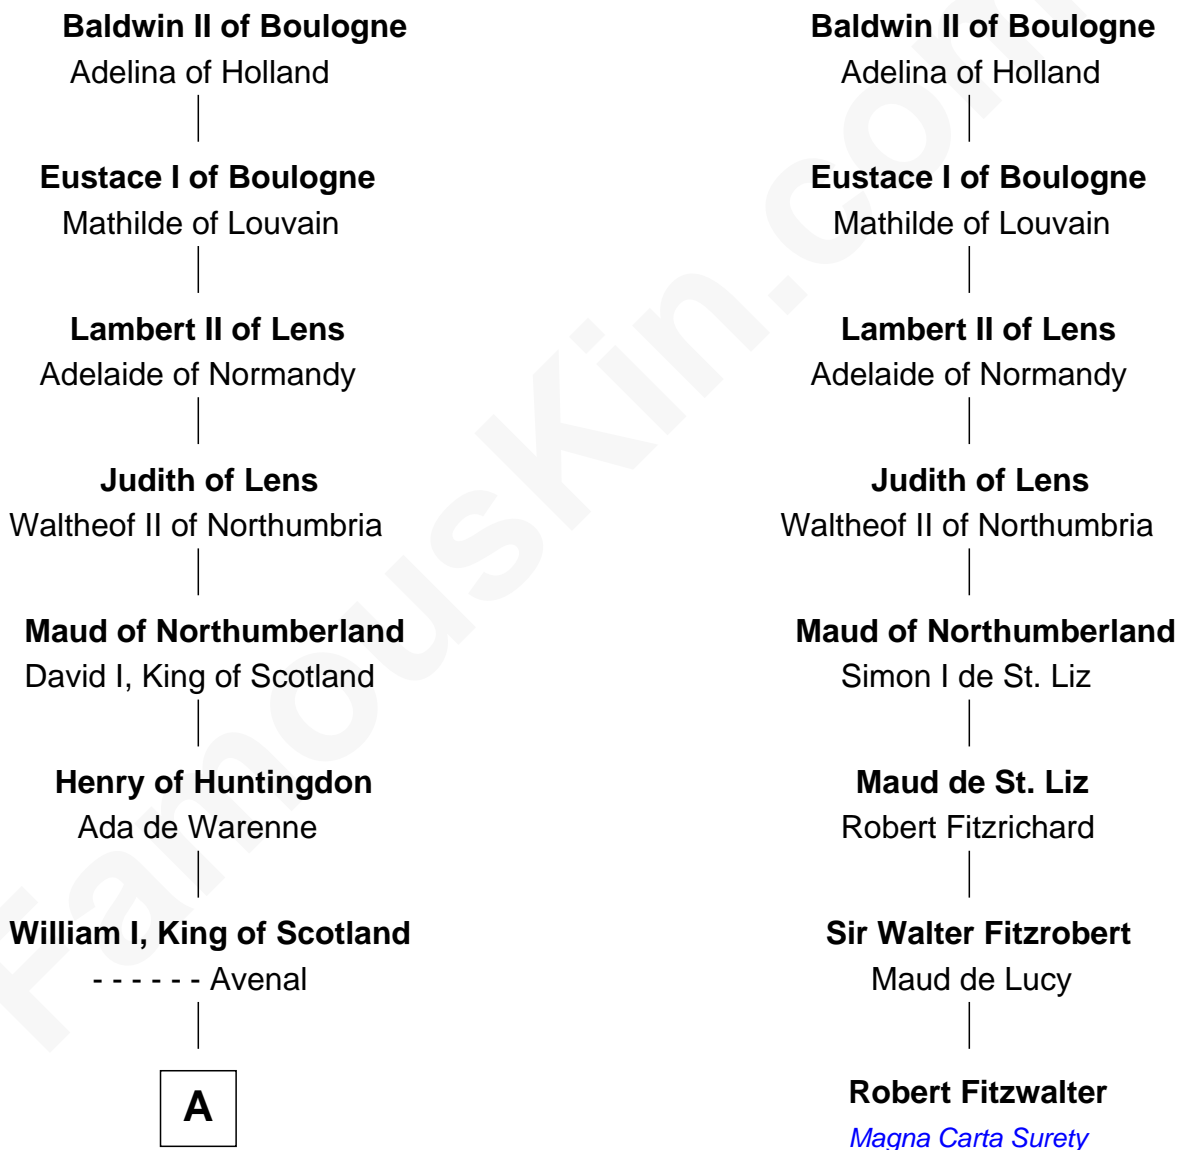 Baldwin II of Boulogne
Adelina of Holland
Eustace I of Boulogne
Mathilde of Louvain
Lambert II of Lens
Adelaide of Normandy
Judith of Lens
Waltheof II of Northumbria
Maud of Northumberland
David I, King of Scotland
Henry of Huntingdon
Ada de Warenne
William I, King of Scotland
- - - - - - Avenal
A
Baldwin II of Boulogne
Adelina of Holland
Eustace I of Boulogne
Mathilde of Louvain
Lambert II of Lens
Adelaide of Normandy
Judith of Lens
Waltheof II of Northumbria
Maud of Northumberland
Simon I de St. Liz
Maud de St. Liz
Robert Fitzrichard
Sir Walter Fitzrobert
Maud de Lucy
Robert Fitzwalter
Magna Carta Surety
FamousKin.com